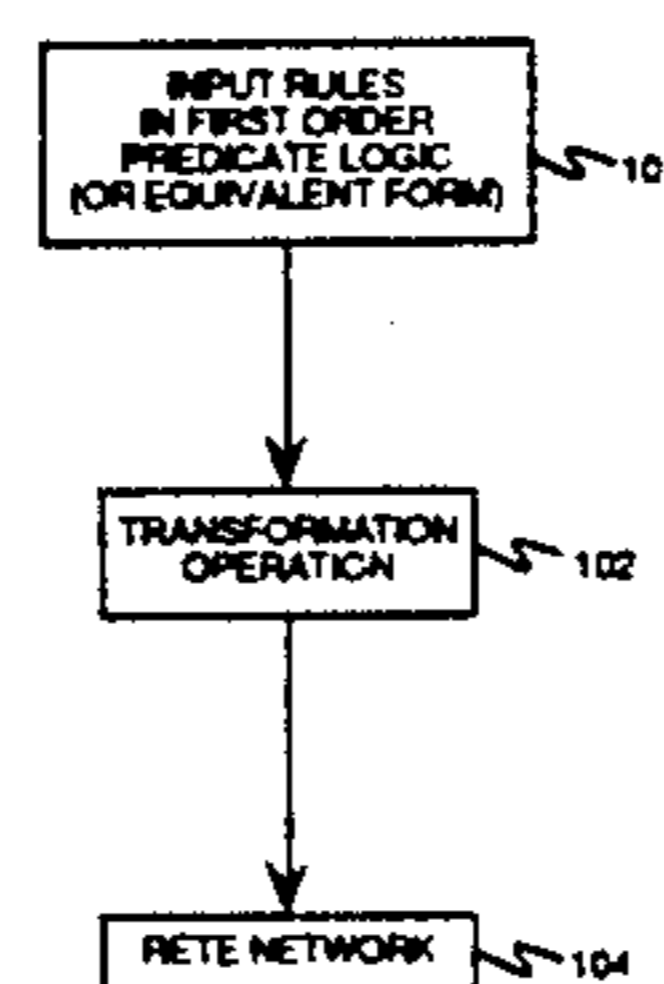 INPUT RULES
IN FIRST ORDER
PREDICATE LOGIC
(OR EQUIVALENT FORM)
10
TRANSFORMATION
OPERATION
102
RETE NETWORK
104